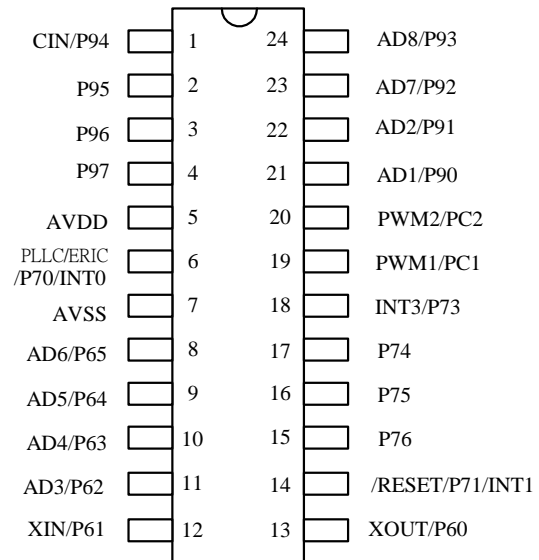 CIN/P94 1 24 AD8/P93
P95 2 23 AD7/P92
P96 3 22 AD2/P91
P97 4 21 AD1/P90
AVDD 5 20 PWM2/PC2
PLLC/ERIC
/P70/INT0 6 19 PWM1/PC1
AVSS 7 18 INT3/P73
AD6/P65 8 17 P74
AD5/P64 9 16 P75
AD4/P63 10 15 P76
AD3/P62 11 14 /RESET/P71/INT1
XIN/P61 12 13 XOUT/P60